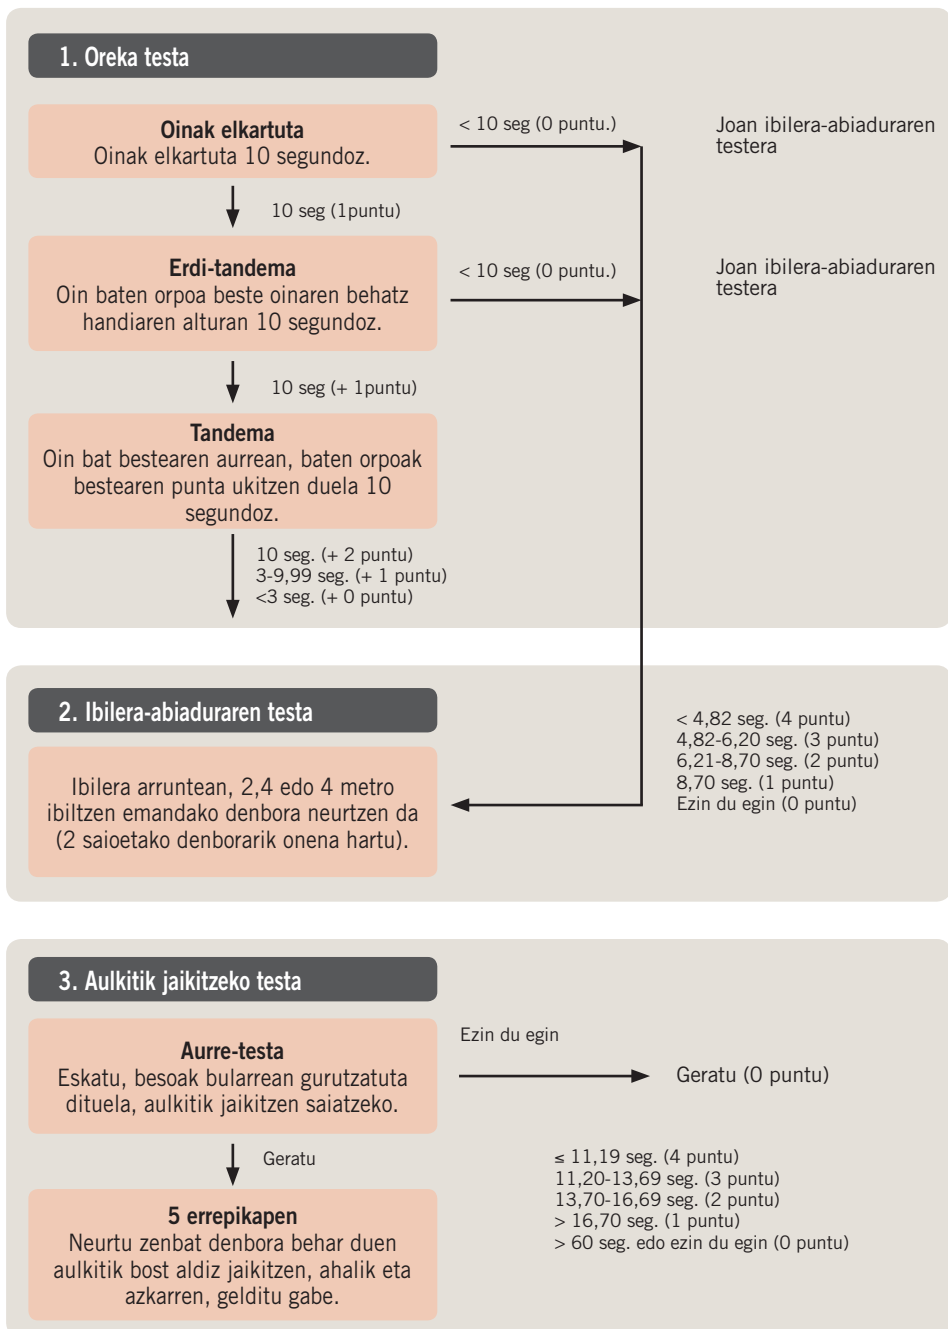 1. Oreka testa
Oinak elkartuta
Oinak elkartuta 10 segundoz.
< 10 seg (0 puntu.)
Joan ibilera-abiaduraren
testera
10 seg (1puntu)
Erdi-tandema
Oin baten orpoa beste oinaren behatz
handiaren alturan 10 segundoz.
< 10 seg (0 puntu.)
Joan ibilera-abiaduraren
testera
10 seg (+ 1puntu)
Tandema
Oin bat bestearen aurrean, baten orpoak
bestearen punta ukitzen duela 10
segundoz.
10 seg. (+ 2 puntu)
3-9,99 seg. (+ 1 puntu)
<3 seg. (+ 0 puntu)
2. Ibilera-abiaduraren testa
Ibilera arruntean, 2,4 edo 4 metro
ibiltzen emandako denbora neurtzen da
(2 saioetako denborarik onena hartu).
< 4,82 seg. (4 puntu)
4,82-6,20 seg. (3 puntu)
6,21-8,70 seg. (2 puntu)
8,70 seg. (1 puntu)
Ezin du egin (0 puntu)
3. Aulkitik jaikitzeko testa
Aurre-testa
Eskatu, besoak bularrean gurutzatuta
dituela, aulkitik jaikitzen saiatzeko.
Ezin du egin
Geratu (0 puntu)
Geratu
5 errepikapen
Neurtu zenbat denbora behar duen
aulkitik bost aldiz jaikitzen, ahalik eta
azkarren, gelditu gabe.
≤ 11,19 seg. (4 puntu)
11,20-13,69 seg. (3 puntu)
13,70-16,69 seg. (2 puntu)
> 16,70 seg. (1 puntu)
> 60 seg. edo ezin du egin (0 puntu)